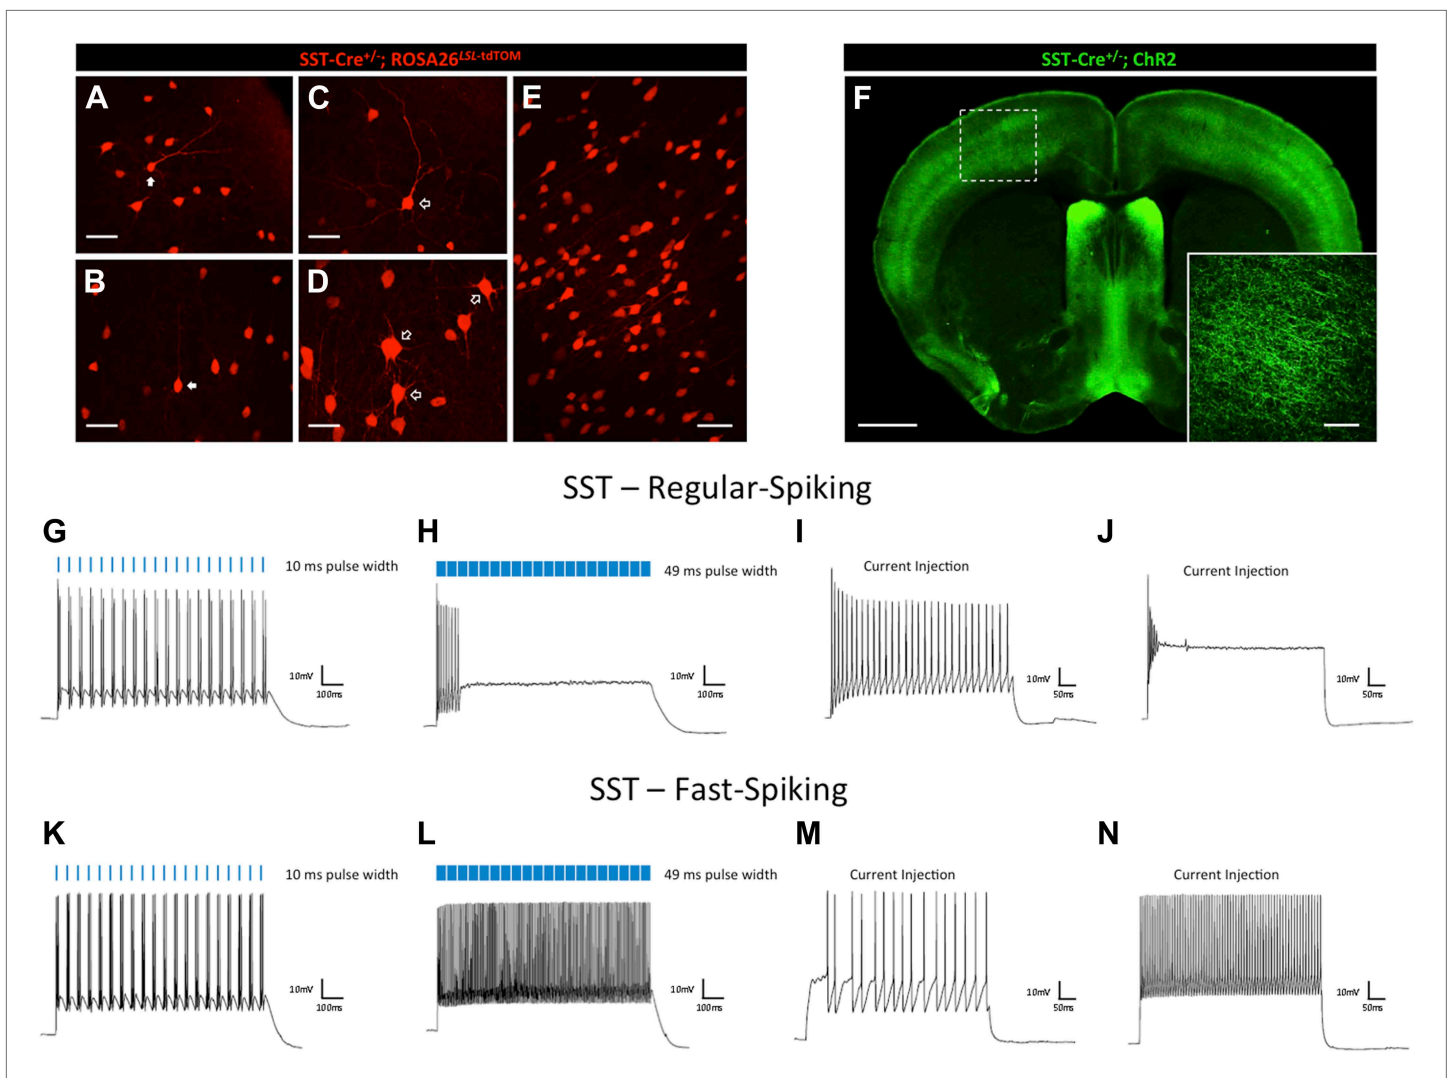 SST-Cre+/-; ROSA26LSL-tdTOM
SST-Cre+/-; ChR2
A
C
E
F
B
D
SST – Regular-Spiking
G
H
I
J
10 ms pulse width
49 ms pulse width
Current Injection
Current Injection
10mV
100ms
10mV
100ms
10mV
50ms
10mV
50ms
SST – Fast-Spiking
K
L
M
N
10 ms pulse width
49 ms pulse width
Current Injection
Current Injection
10mV
100ms
10mV
100ms
10mV
50ms
10mV
50ms